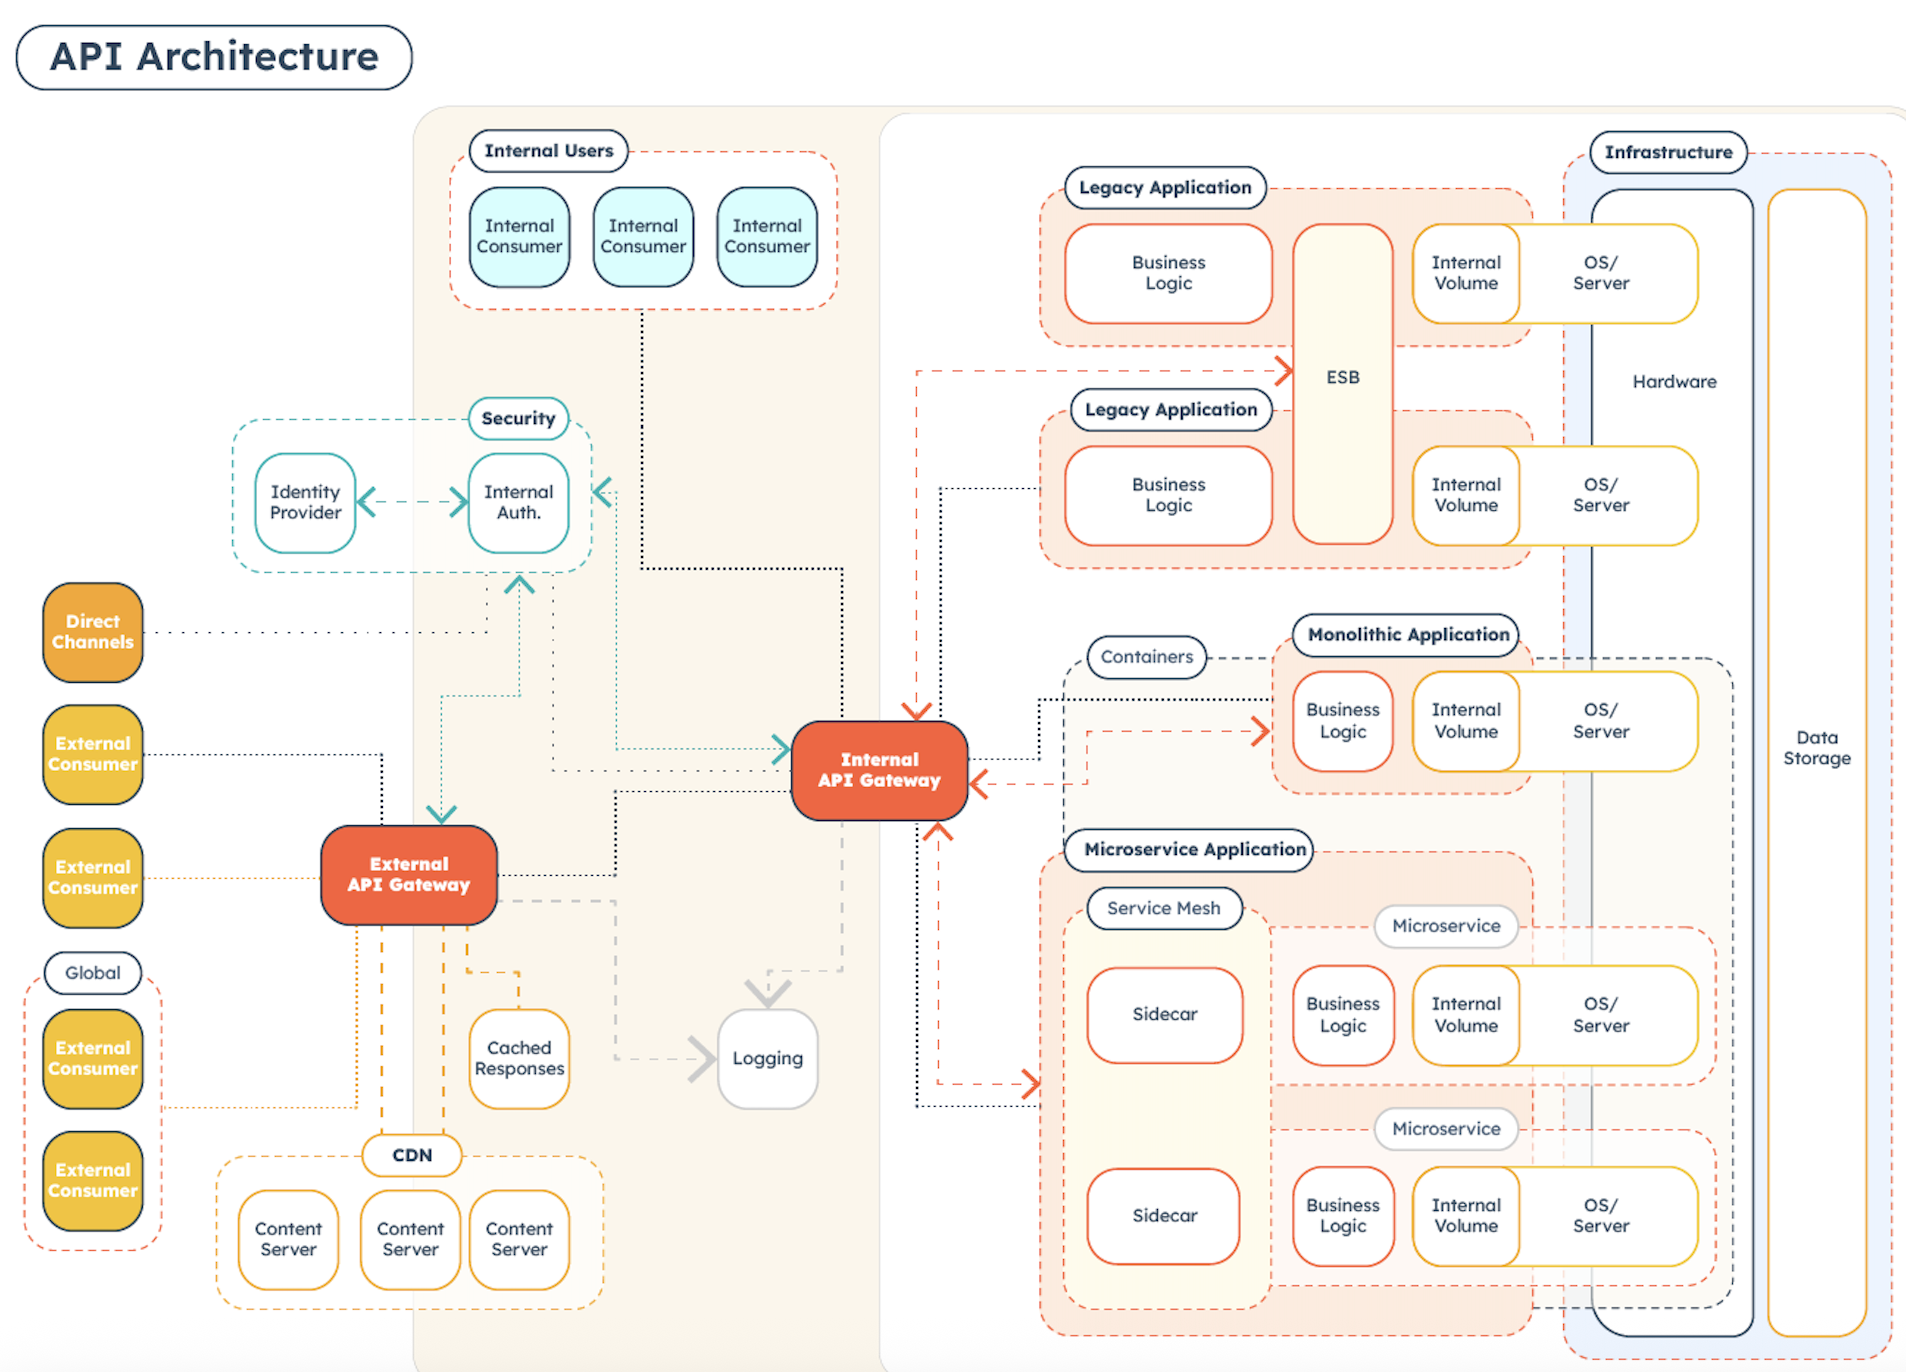 API Architecture
Internal Users
Internal
Consumer
Internal
Consumer
Internal
Consumer
Security
Identity
Provider
Internal
Auth.
Direct
Channels
External
Consumer
External
Consumer
Global
External
Consumer
External
Consumer
External
API Gateway
Internal
API Gateway
Cached
Responses
Logging
CDN
Content
Server
Content
Server
Content
Server
Legacy Application
Business
Logic
ESB
Internal
Volume
OS/
Server
Legacy Application
Business
Logic
Internal
Volume
OS/
Server
Containers
Monolithic Application
Business
Logic
Internal
Volume
OS/
Server
Microservice Application
Service Mesh
Microservice
Sidecar
Business
Logic
Internal
Volume
OS/
Server
Microservice
Sidecar
Business
Logic
Internal
Volume
OS/
Server
Infrastructure
Hardware
Data
Storage